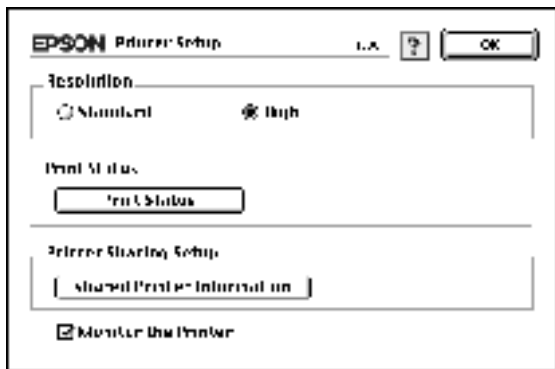 EPSON Printer Setup ? OK
Resolution
Standard High
Print Status
Print Status
Printer Sharing Setup
Shared Printer Information
Monitor the Printer